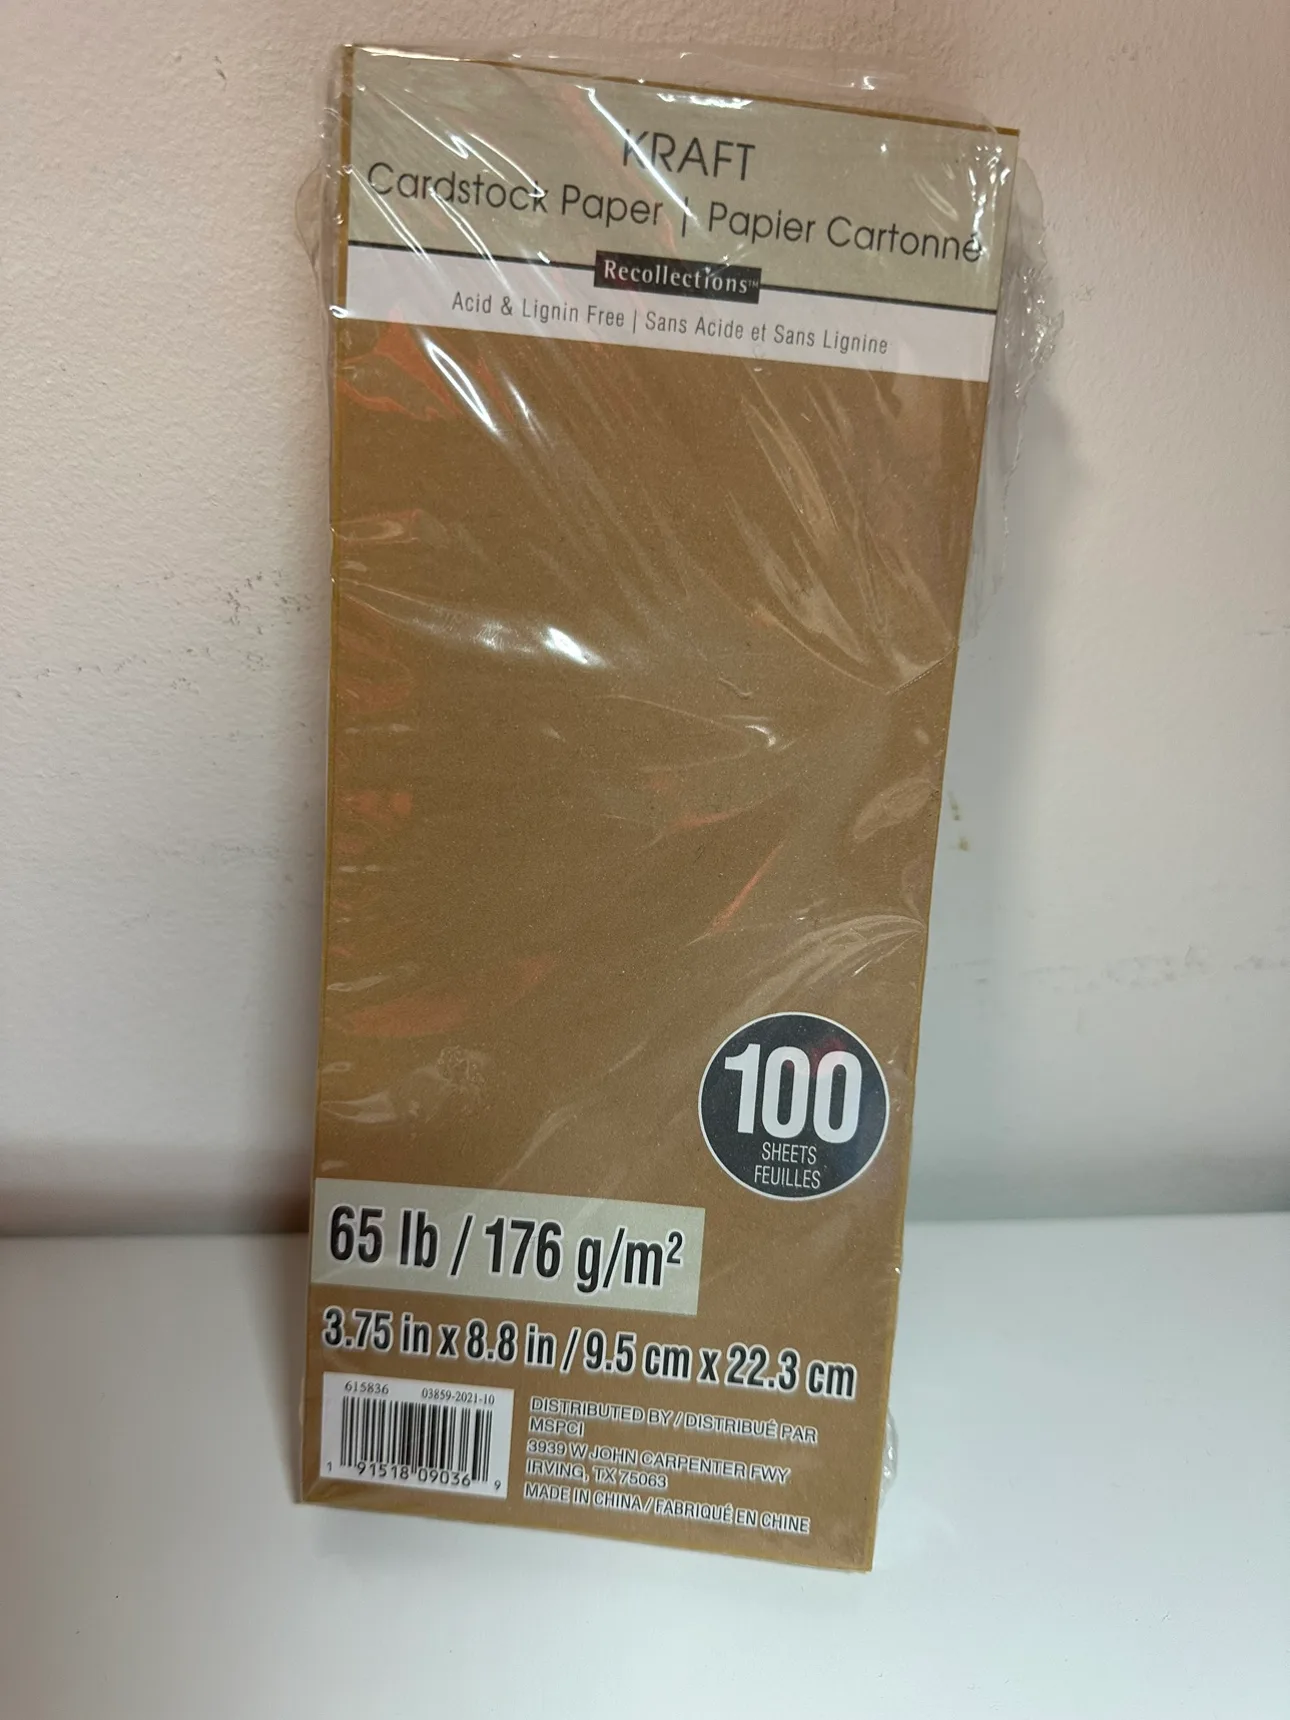 KRAFT
Cardstock Paper | Papier Cartonné
Recollections™
Acid & Lignin Free | Sans Acide et Sans Lignine
100
SHEETS
FEUILLES
65 lb / 176 g/m²
3.75 in x 8.8 in / 9.5 cm x 22.3 cm
615836 03859-2021-10
1 91518 09036 9
DISTRIBUTED BY / DISTRIBUÉ PAR
MSPCI
3939 W JOHN CARPENTER FWY
IRVING, TX 75063
MADE IN CHINA / FABRIQUÉ EN CHINE